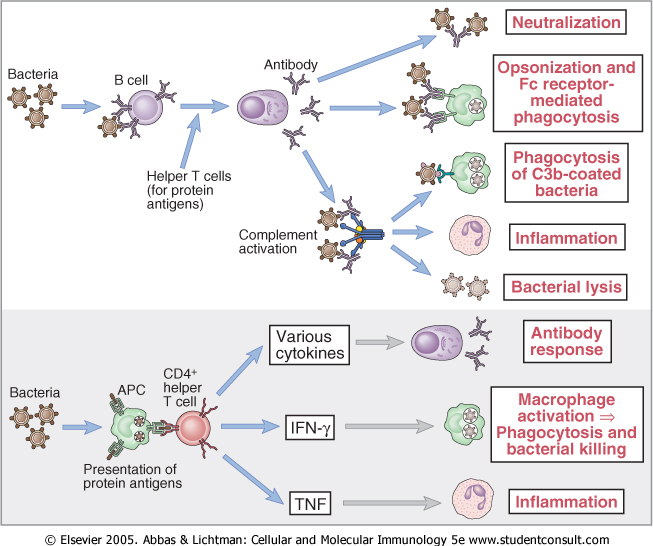 Neutralization
Bacteria
B cell
Antibody
Opsonization and
Fc receptor-
mediated
phagocytosis
Helper T cells
(for protein
antigens)
Phagocytosis
of C3b-coated
bacteria
Complement
activation
Inflammation
Bacterial lysis
Various
cytokines
Antibody
response
Bacteria
APC
CD4+
helper
T cell
IFN-γ
Macrophage
activation ⇒
Phagocytosis and
bacterial killing
Presentation of
protein antigens
TNF
Inflammation
© Elsevier 2005. Abbas & Lichtman: Cellular and Molecular Immunology 5e www.studentconsult.com